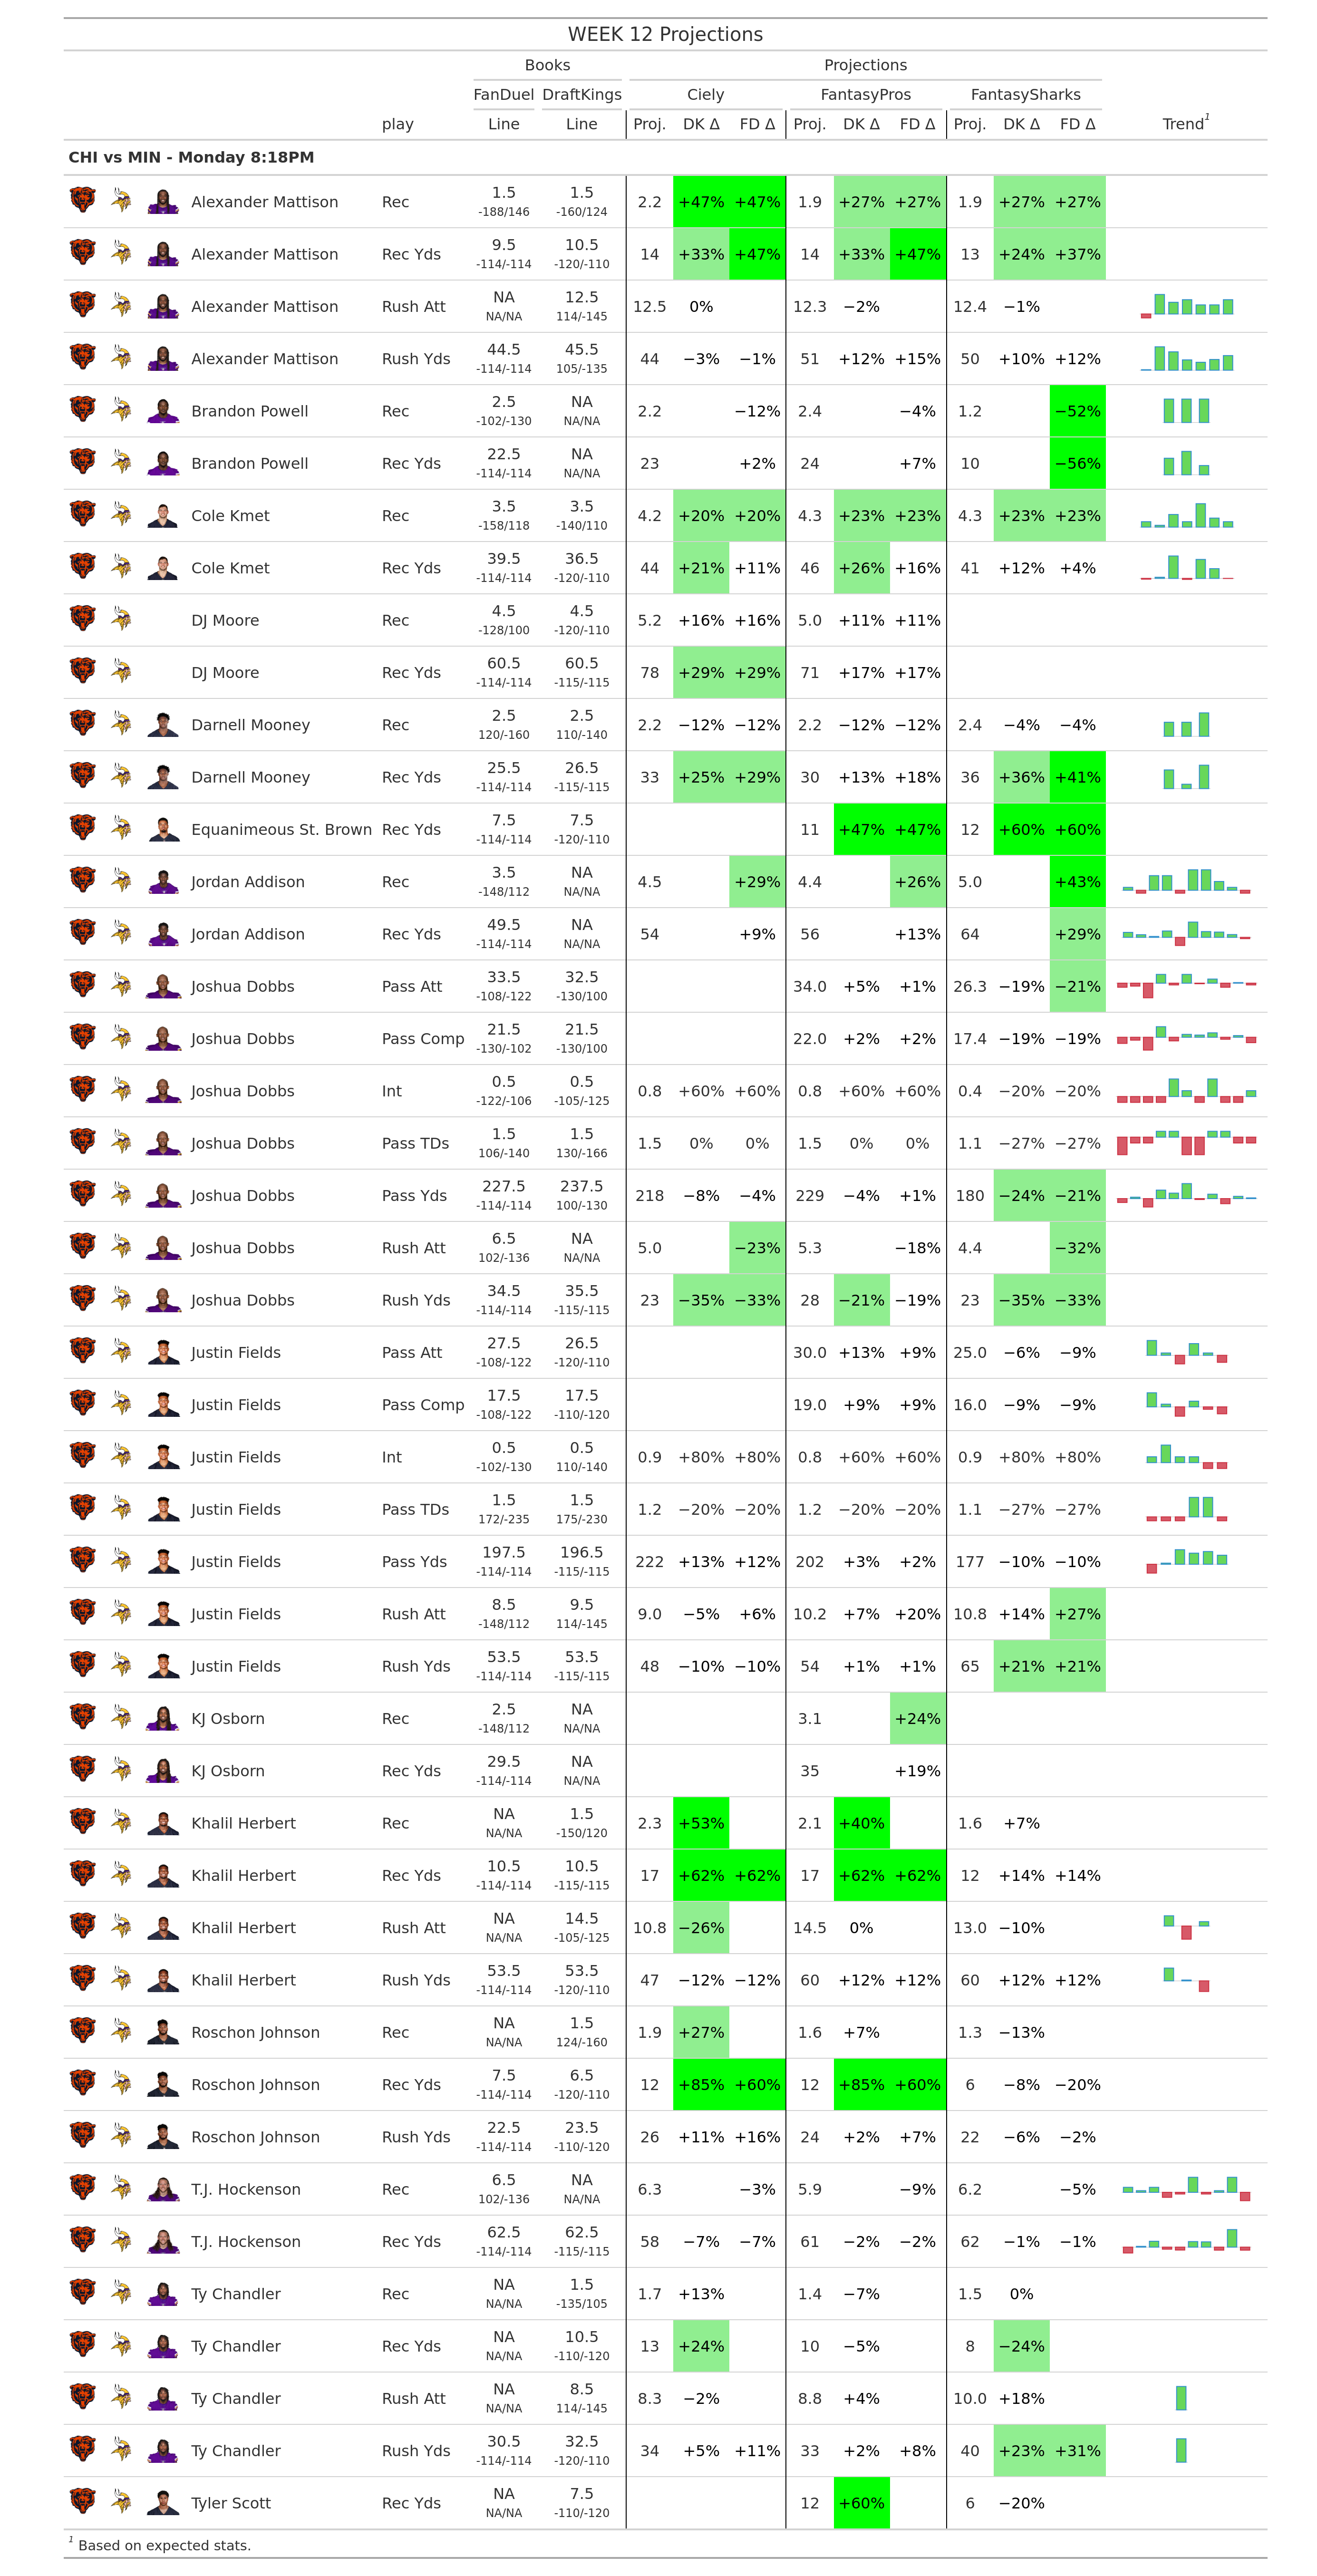 WEEK 12 Projections
Books Projections
FanDuel DraftKings Ciely FantasyPros FantasySharks
play Line Line Proj. DK Δ FD Δ Proj. DK Δ FD Δ Proj. DK Δ FD Δ Trend1
CHI vs MIN - Monday 8:18PM
Alexander Mattison Rec 1.5 -188/146 1.5 -160/124 2.2 +47% +47% 1.9 +27% +27% 1.9 +27% +27%
Alexander Mattison Rec Yds 9.5 -114/-114 10.5 -120/-110 14 +33% +47% 14 +33% +47% 13 +24% +37%
Alexander Mattison Rush Att NA NA/NA 12.5 114/-145 12.5 0% 12.3 −2% 12.4 −1%
Alexander Mattison Rush Yds 44.5 -114/-114 45.5 105/-135 44 −3% −1% 51 +12% +15% 50 +10% +12%
Brandon Powell Rec 2.5 -102/-130 NA NA/NA 2.2 −12% 2.4 −4% 1.2 −52%
Brandon Powell Rec Yds 22.5 -114/-114 NA NA/NA 23 +2% 24 +7% 10 −56%
Cole Kmet Rec 3.5 -158/118 3.5 -140/110 4.2 +20% +20% 4.3 +23% +23% 4.3 +23% +23%
Cole Kmet Rec Yds 39.5 -114/-114 36.5 -120/-110 44 +21% +11% 46 +26% +16% 41 +12% +4%
DJ Moore Rec 4.5 -128/100 4.5 -120/-110 5.2 +16% +16% 5.0 +11% +11%
DJ Moore Rec Yds 60.5 -114/-114 60.5 -115/-115 78 +29% +29% 71 +17% +17%
Darnell Mooney Rec 2.5 120/-160 2.5 110/-140 2.2 −12% −12% 2.2 −12% −12% 2.4 −4% −4%
Darnell Mooney Rec Yds 25.5 -114/-114 26.5 -115/-115 33 +25% +29% 30 +13% +18% 36 +36% +41%
Equanimeous St. Brown Rec Yds 7.5 -114/-114 7.5 -120/-110 11 +47% +47% 12 +60% +60%
Jordan Addison Rec 3.5 -148/112 NA NA/NA 4.5 +29% 4.4 +26% 5.0 +43%
Jordan Addison Rec Yds 49.5 -114/-114 NA NA/NA 54 +9% 56 +13% 64 +29%
Joshua Dobbs Pass Att 33.5 -108/-122 32.5 -130/100 34.0 +5% +1% 26.3 −19% −21%
Joshua Dobbs Pass Comp 21.5 -130/-102 21.5 -130/100 22.0 +2% +2% 17.4 −19% −19%
Joshua Dobbs Int 0.5 -122/-106 0.5 -105/-125 0.8 +60% +60% 0.8 +60% +60% 0.4 −20% −20%
Joshua Dobbs Pass TDs 1.5 106/-140 1.5 130/-166 1.5 0% 0% 1.5 0% 0% 1.1 −27% −27%
Joshua Dobbs Pass Yds 227.5 -114/-114 237.5 100/-130 218 −8% −4% 229 −4% +1% 180 −24% −21%
Joshua Dobbs Rush Att 6.5 102/-136 NA NA/NA 5.0 −23% 5.3 −18% 4.4 −32%
Joshua Dobbs Rush Yds 34.5 -114/-114 35.5 -115/-115 23 −35% −33% 28 −21% −19% 23 −35% −33%
Justin Fields Pass Att 27.5 -108/-122 26.5 -120/-110 30.0 +13% +9% 25.0 −6% −9%
Justin Fields Pass Comp 17.5 -108/-122 17.5 -110/-120 19.0 +9% +9% 16.0 −9% −9%
Justin Fields Int 0.5 -102/-130 0.5 110/-140 0.9 +80% +80% 0.8 +60% +60% 0.9 +80% +80%
Justin Fields Pass TDs 1.5 172/-235 1.5 175/-230 1.2 −20% −20% 1.2 −20% −20% 1.1 −27% −27%
Justin Fields Pass Yds 197.5 -114/-114 196.5 -115/-115 222 +13% +12% 202 +3% +2% 177 −10% −10%
Justin Fields Rush Att 8.5 -148/112 9.5 114/-145 9.0 −5% +6% 10.2 +7% +20% 10.8 +14% +27%
Justin Fields Rush Yds 53.5 -114/-114 53.5 -115/-115 48 −10% −10% 54 +1% +1% 65 +21% +21%
KJ Osborn Rec 2.5 -148/112 NA NA/NA 3.1 +24%
KJ Osborn Rec Yds 29.5 -114/-114 NA NA/NA 35 +19%
Khalil Herbert Rec NA NA/NA 1.5 -150/120 2.3 +53% 2.1 +40% 1.6 +7%
Khalil Herbert Rec Yds 10.5 -114/-114 10.5 -115/-115 17 +62% +62% 17 +62% +62% 12 +14% +14%
Khalil Herbert Rush Att NA NA/NA 14.5 -105/-125 10.8 −26% 14.5 0% 13.0 −10%
Khalil Herbert Rush Yds 53.5 -114/-114 53.5 -120/-110 47 −12% −12% 60 +12% +12% 60 +12% +12%
Roschon Johnson Rec NA NA/NA 1.5 124/-160 1.9 +27% 1.6 +7% 1.3 −13%
Roschon Johnson Rec Yds 7.5 -114/-114 6.5 -120/-110 12 +85% +60% 12 +85% +60% 6 −8% −20%
Roschon Johnson Rush Yds 22.5 -114/-114 23.5 -110/-120 26 +11% +16% 24 +2% +7% 22 −6% −2%
T.J. Hockenson Rec 6.5 102/-136 NA NA/NA 6.3 −3% 5.9 −9% 6.2 −5%
T.J. Hockenson Rec Yds 62.5 -114/-114 62.5 -115/-115 58 −7% −7% 61 −2% −2% 62 −1% −1%
Ty Chandler Rec NA NA/NA 1.5 -135/105 1.7 +13% 1.4 −7% 1.5 0%
Ty Chandler Rec Yds NA NA/NA 10.5 -110/-120 13 +24% 10 −5% 8 −24%
Ty Chandler Rush Att NA NA/NA 8.5 114/-145 8.3 −2% 8.8 +4% 10.0 +18%
Ty Chandler Rush Yds 30.5 -114/-114 32.5 -120/-110 34 +5% +11% 33 +2% +8% 40 +23% +31%
Tyler Scott Rec Yds NA NA/NA 7.5 -110/-120 12 +60% 6 −20%
1 Based on expected stats.